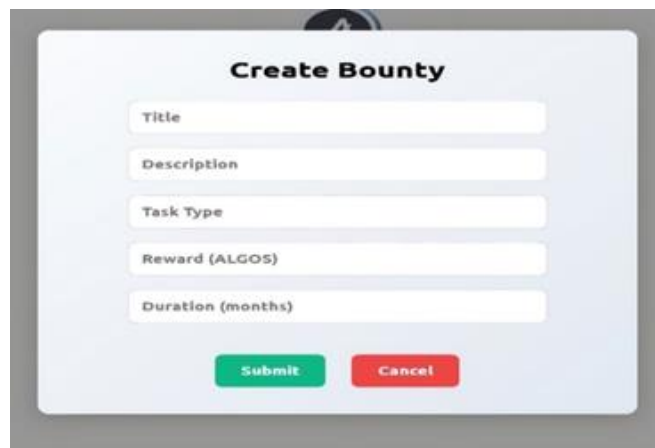 Create Bounty
Title
Description
Task Type
Reward (ALGOS)
Duration (months)
Submit Cancel